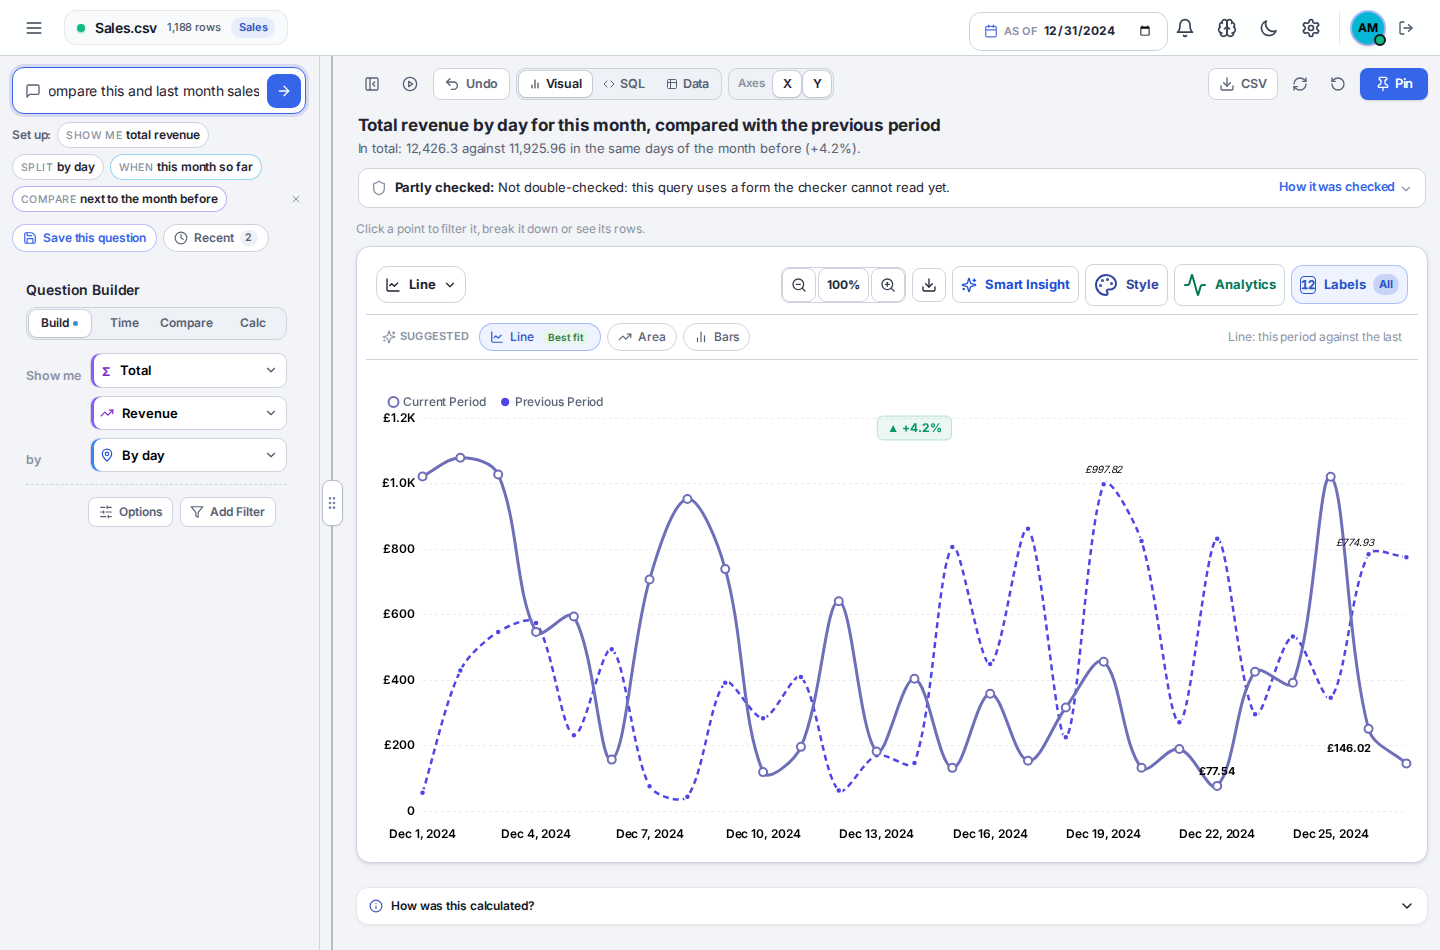 Sales.csv 1,188 rows Sales
AS OF 12/31/2024
AM
ompare this and last month sales
Undo Visual SQL Data Axes X Y
CSV Pin
Set up: SHOW ME total revenue
SPLIT by day WHEN this month so far
COMPARE next to the month before
Save this question Recent 2
Total revenue by day for this month, compared with the previous period
In total: 12,426.3 against 11,925.96 in the same days of the month before (+4.2%).
Partly checked: Not double-checked: this query uses a form the checker cannot read yet.
How it was checked
Click a point to filter it, break it down or see its rows.
Question Builder
Build Time Compare Calc
Show me Total
Revenue
by By day
Options Add Filter
Line
100% Smart Insight Style Analytics 12 Labels All
SUGGESTED Line Best fit Area Bars
Line: this period against the last
Current Period Previous Period
▲ +4.2%
£1.2K
£1.0K
£800
£600
£400
£200
0
£997.82
£774.93
£146.02
£77.54
Dec 1, 2024 Dec 4, 2024 Dec 7, 2024 Dec 10, 2024 Dec 13, 2024 Dec 16, 2024 Dec 19, 2024 Dec 22, 2024 Dec 25, 2024
How was this calculated?